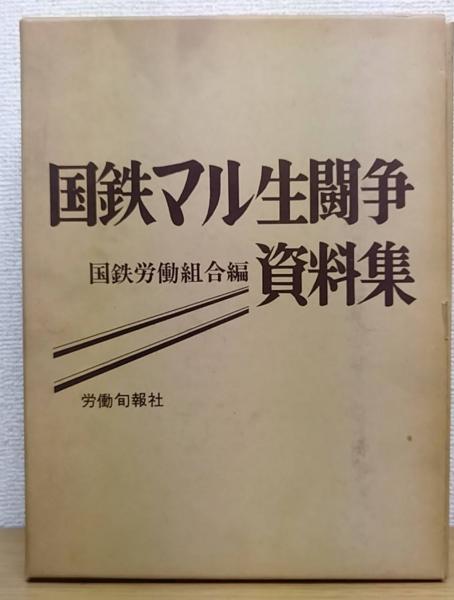 国鉄マル生闘争
資料集
国鉄労働組合編
労働旬報社